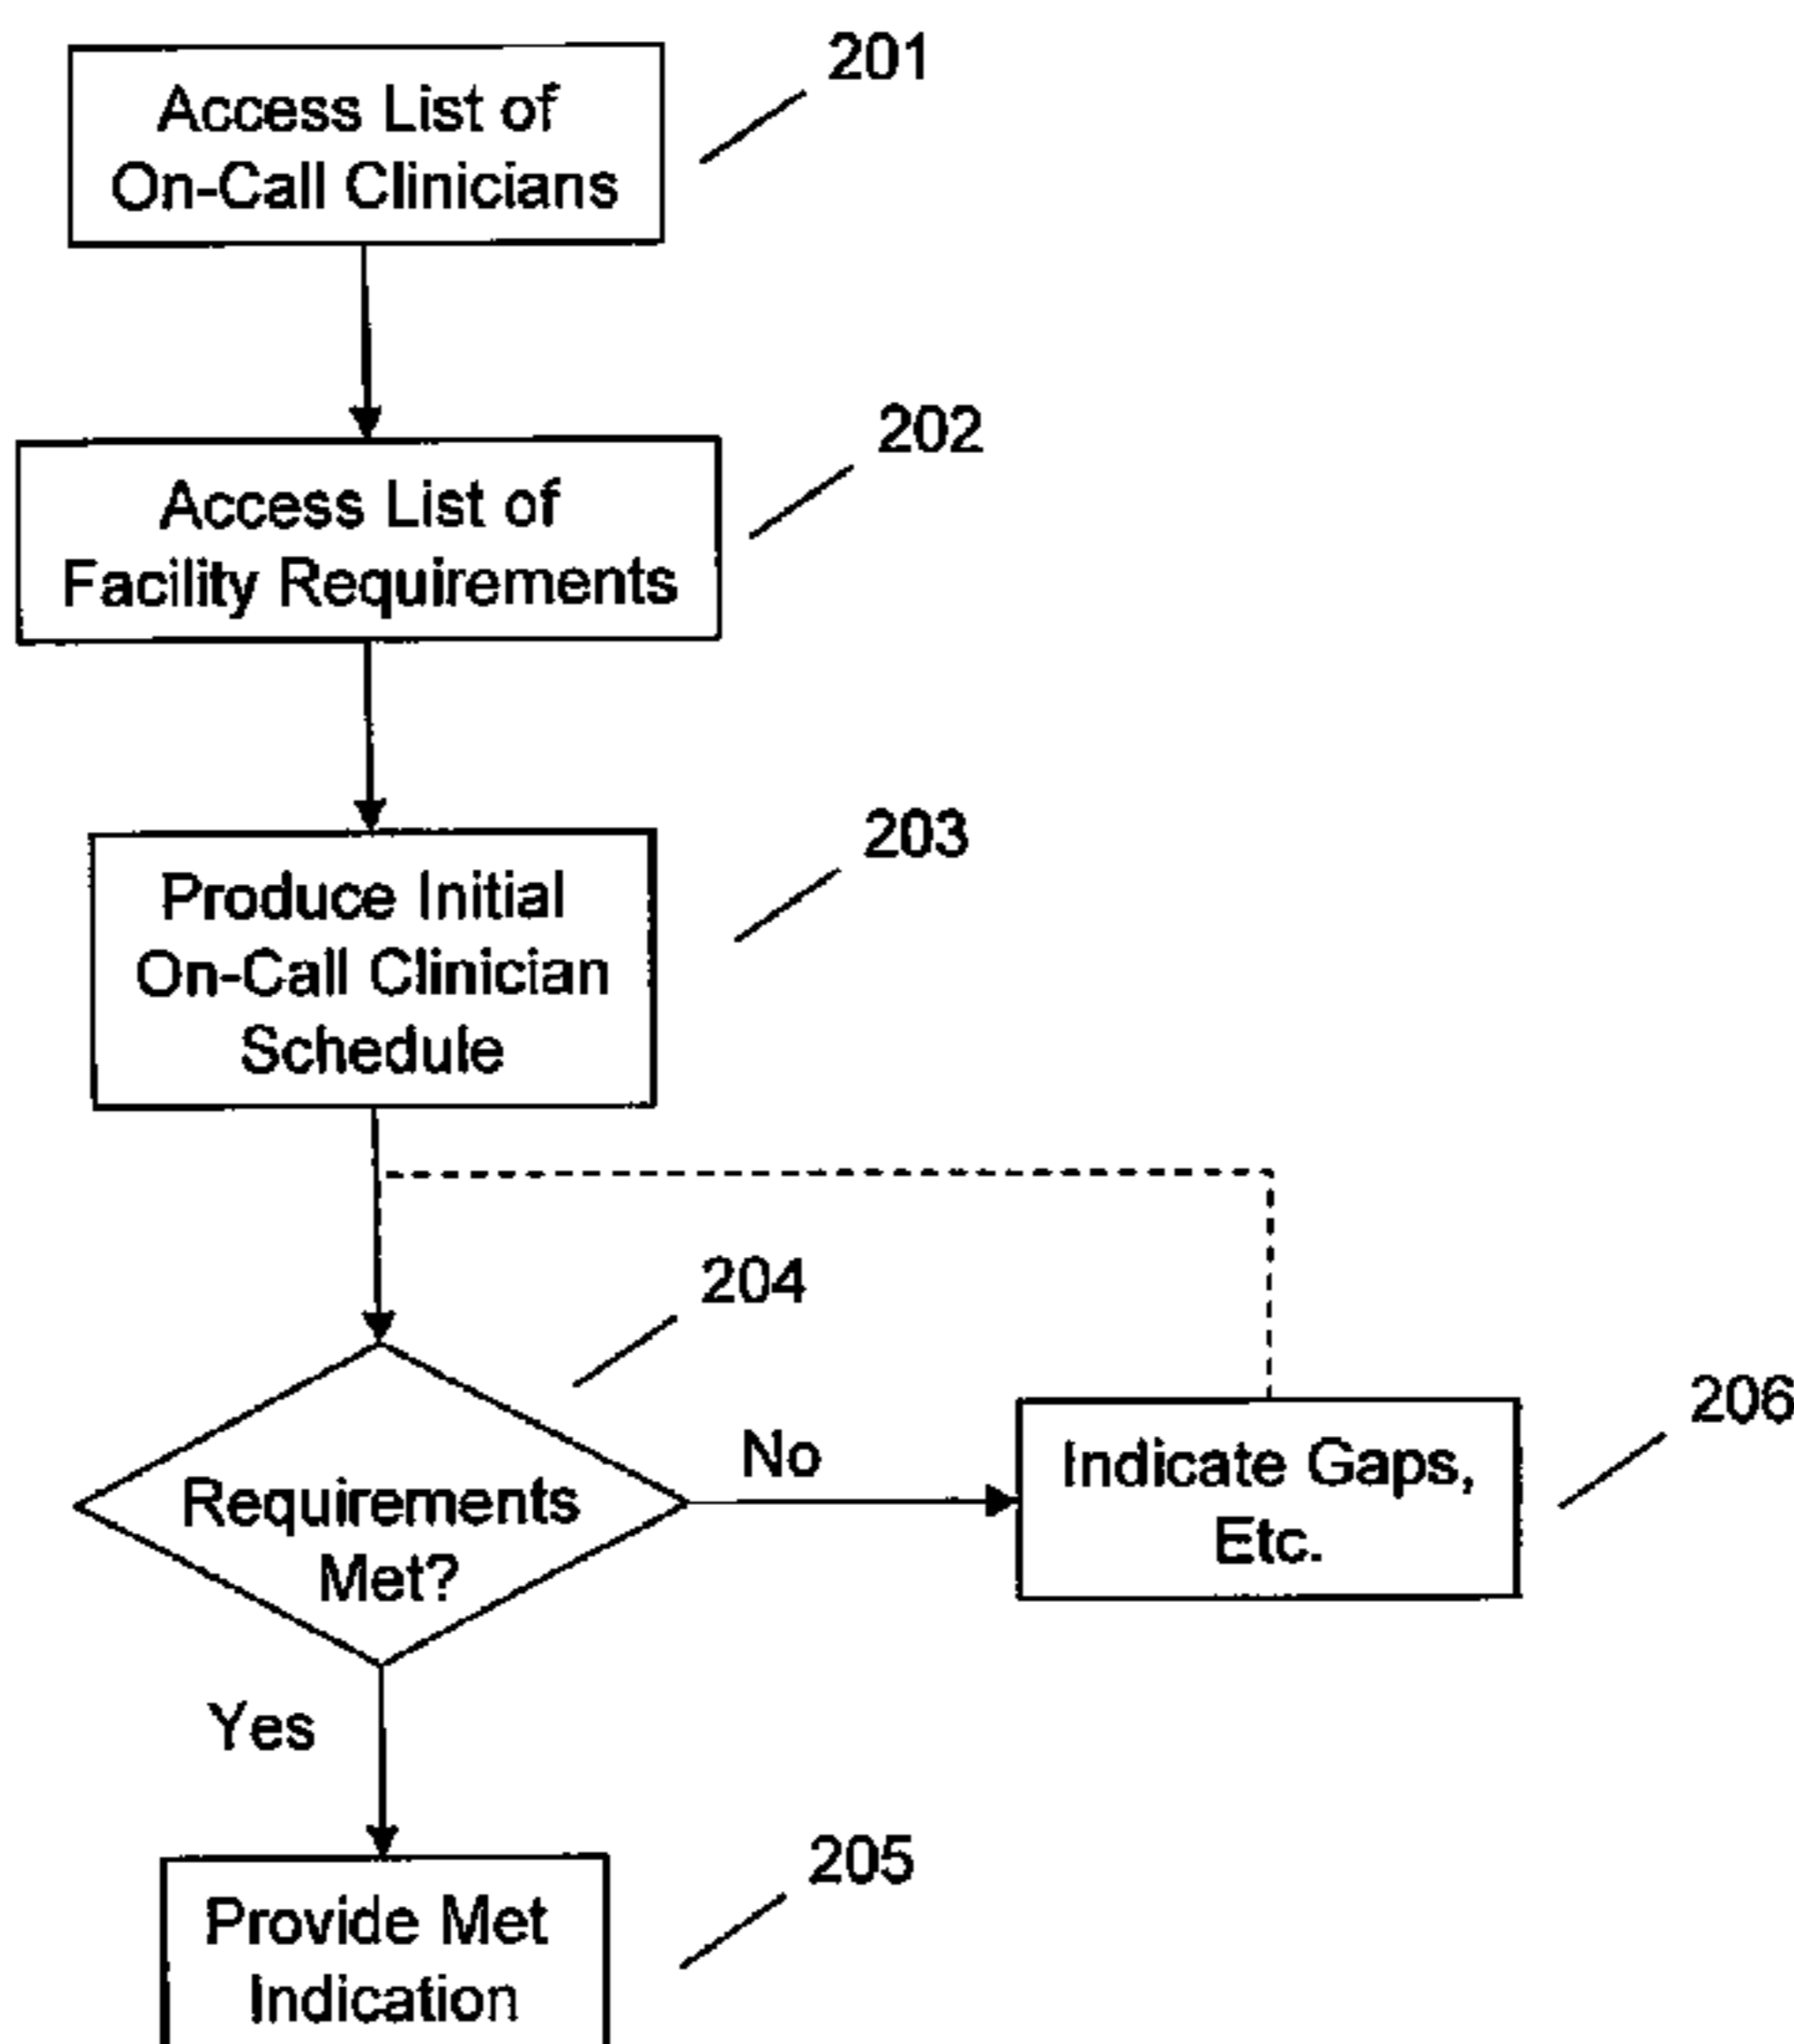 201
Access List of
On-Call Clinicians
202
Access List of
Facility Requirements
203
Produce Initial
On-Call Clinician
Schedule
204
Requirements
Met?
No
206
Indicate Gaps,
Etc.
Yes
205
Provide Met
Indication